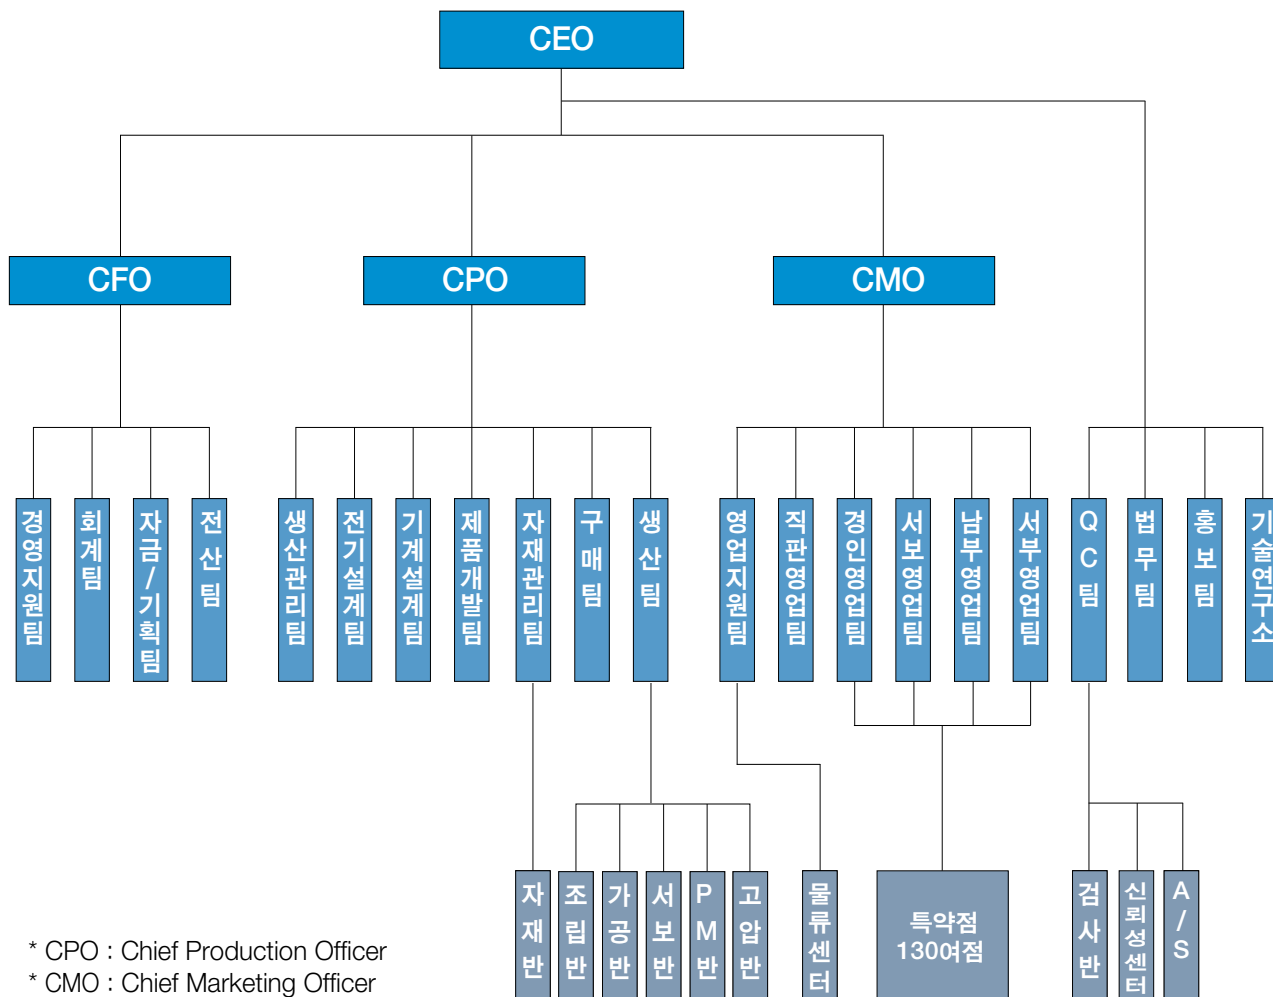 CEO
CFO
CPO
CMO
경영지원팀
회계팀
자금/기획팀
전산팀
생산관리팀
전기설계팀
기계설계팀
제품개발팀
자재관리팀
구매팀
생산팀
영업지원팀
직판영업팀
경인영업팀
서보영업팀
남부영업팀
서부영업팀
QC팀
법무팀
홍보팀
기술연구소
자재반
조립반
가공반
서보반
PM반
고압반
물류센터
특약점
130여점
검사반
신뢰성센터
A/S
* CPO : Chief Production Officer
* CMO : Chief Marketing Officer